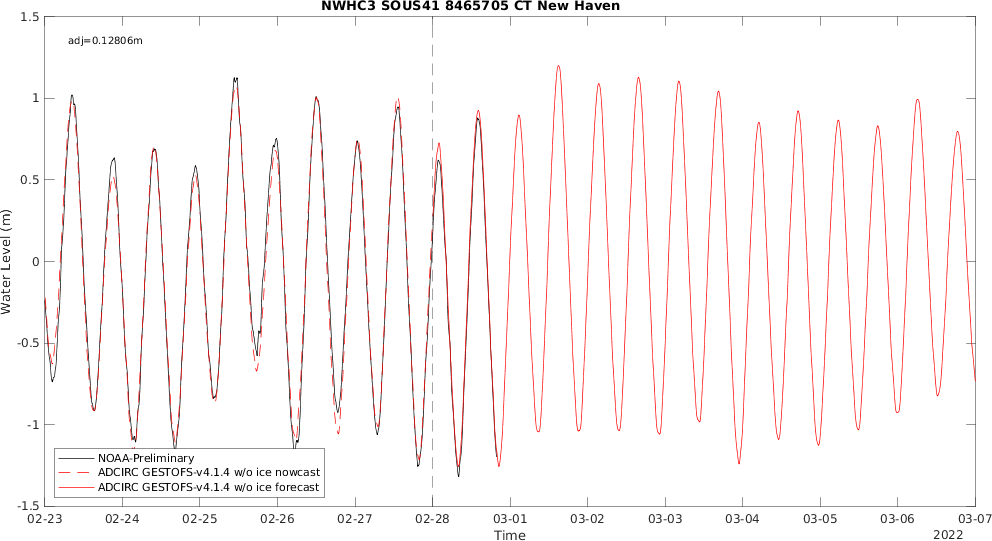 NWHC3 SOUS41 8465705 CT New Haven
adj=0.12806m
1.5
1
0.5
0
-0.5
-1
-1.5
Water Level (m)
NOAA-Preliminary
ADCIRC GESTOFS-v4.1.4 w/o ice nowcast
ADCIRC GESTOFS-v4.1.4 w/o ice forecast
02-23 02-24 02-25 02-26 02-27 02-28 03-01 03-02 03-03 03-04 03-05 03-06 03-07
Time
2022